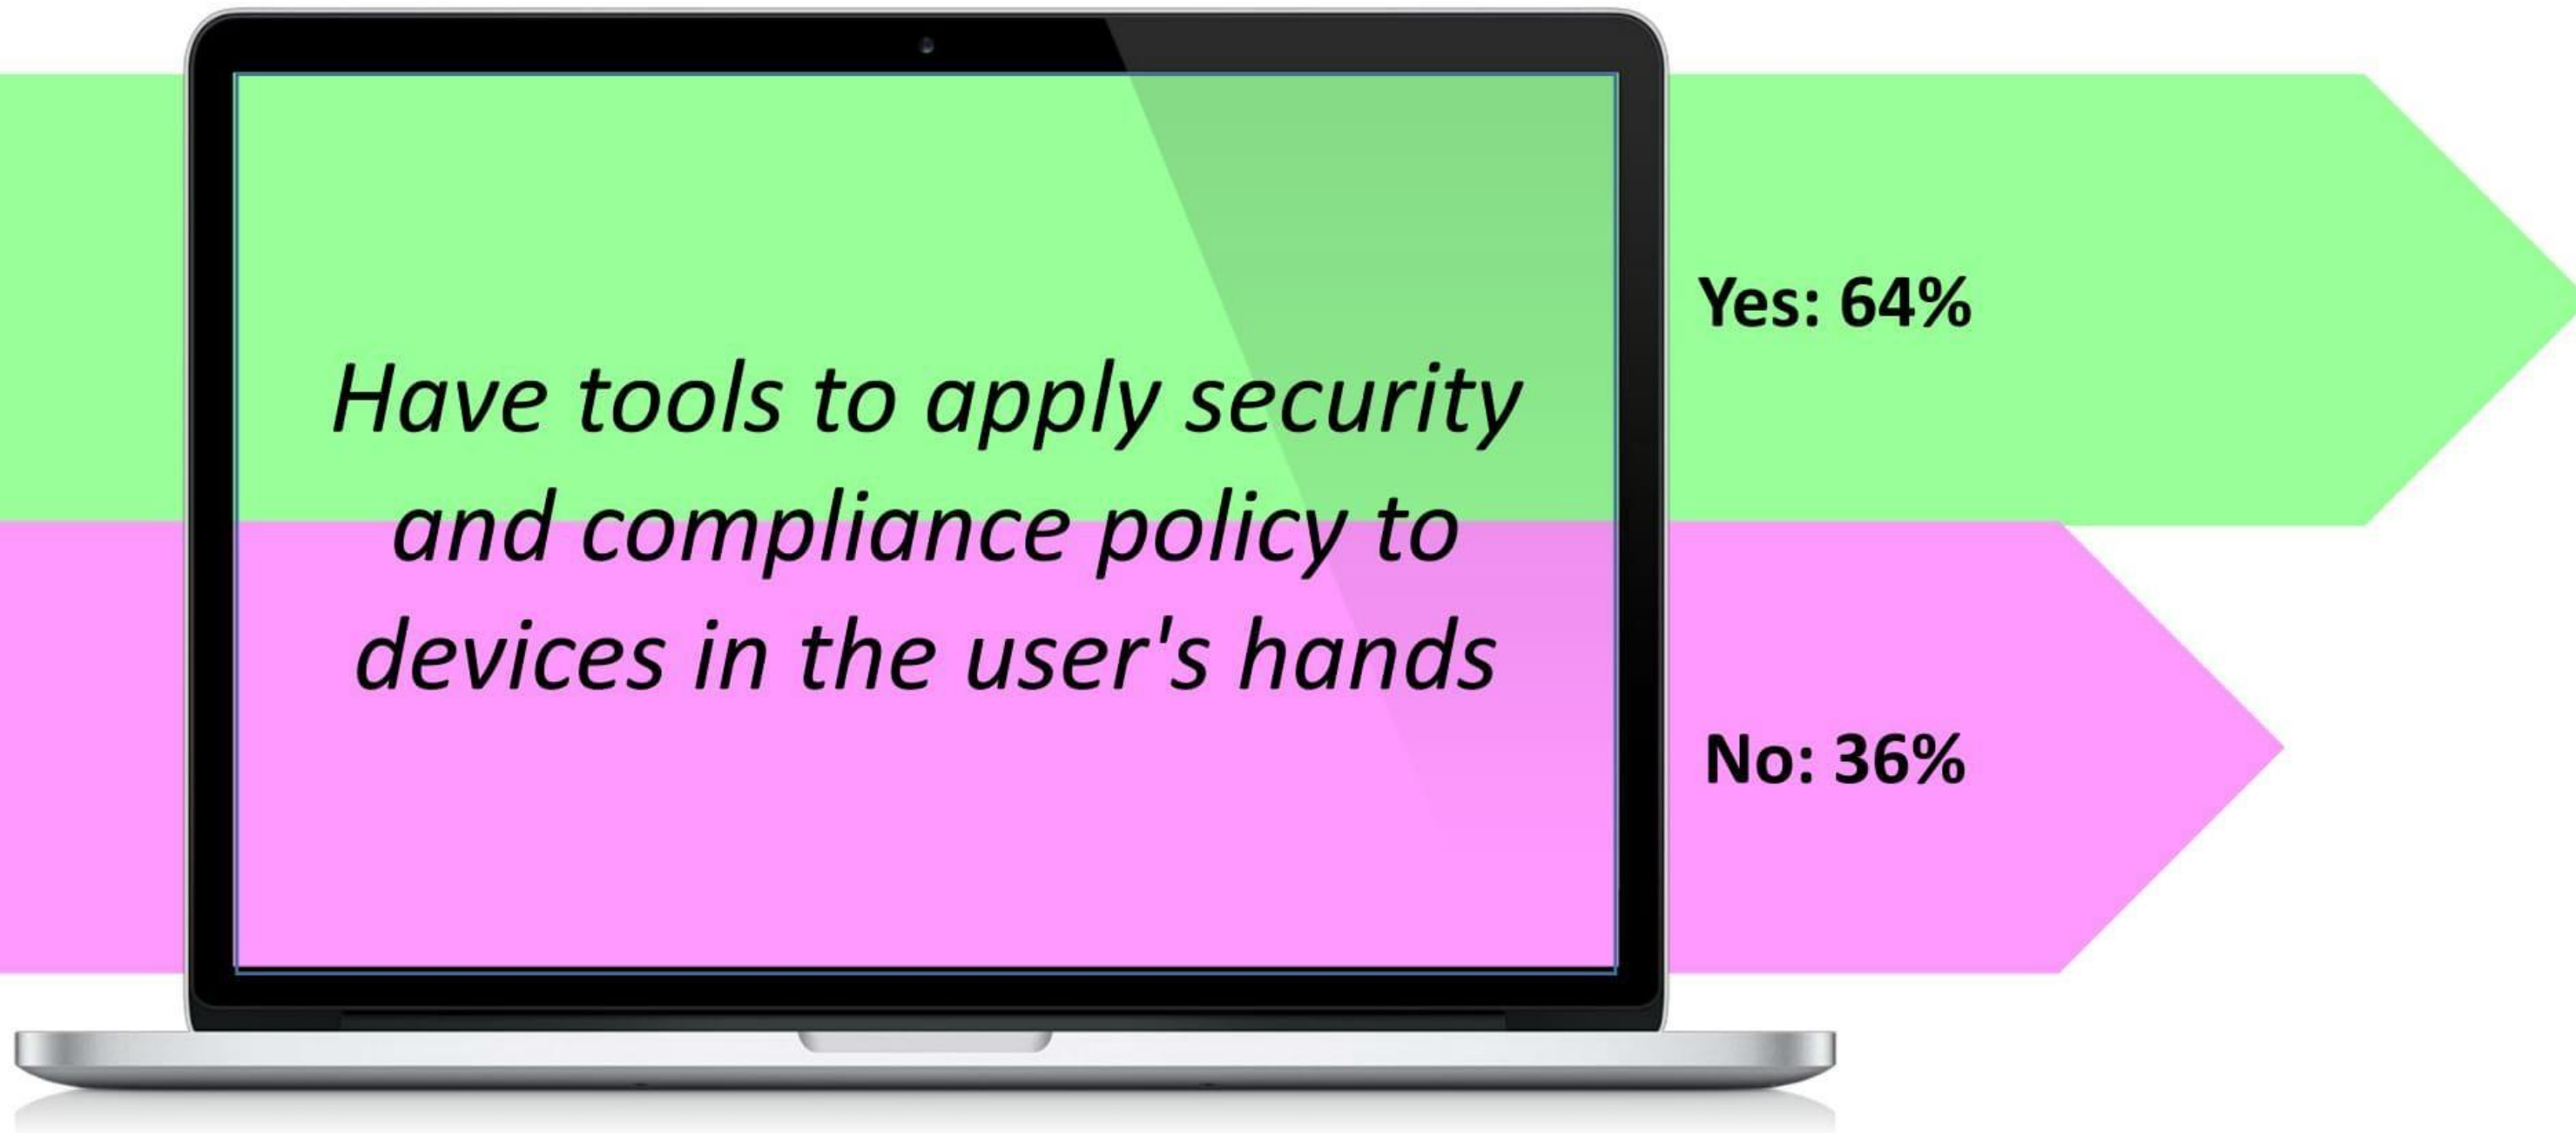 Have tools to apply security
and compliance policy to
devices in the user's hands
Yes: 64%
No: 36%